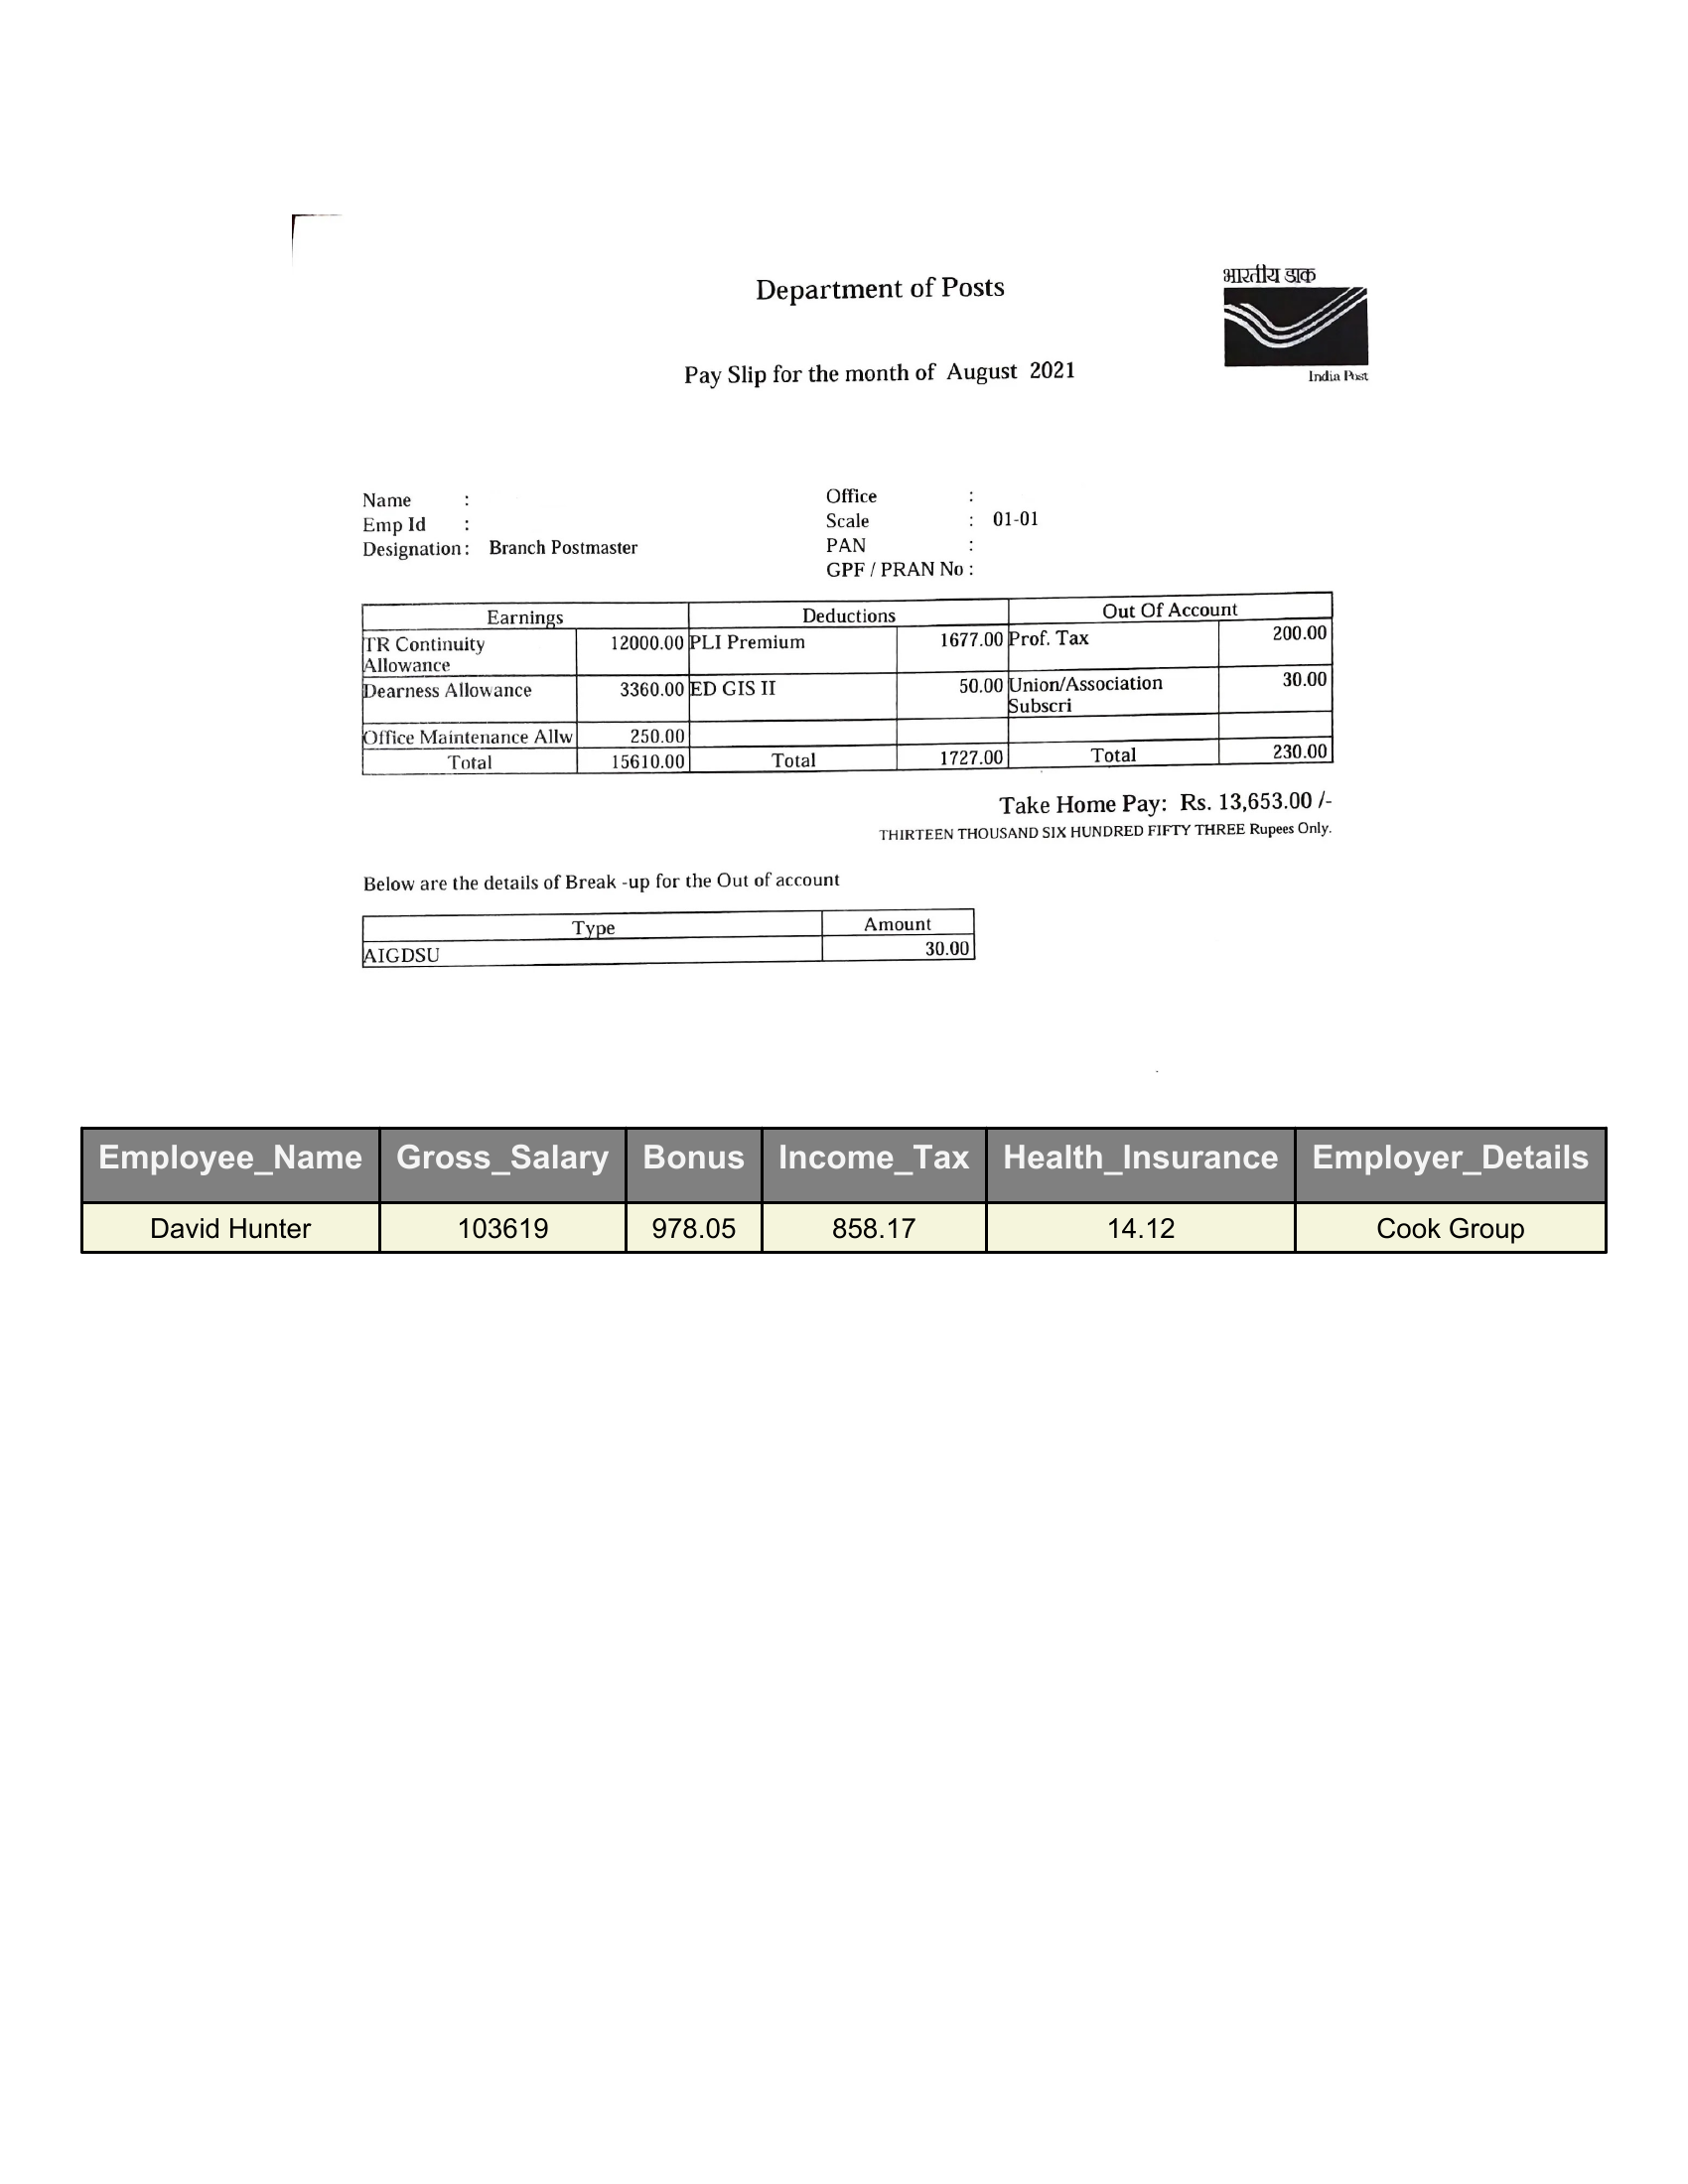 भारतीय डाक
Department of Posts
India Post
Pay Slip for the month of August 2021
Name :
Office :
Emp Id :
Scale : 01-01
Designation : Branch Postmaster
PAN :
GPF / PRAN No :
Earnings Deductions Out Of Account
TR Continuity Allowance 12000.00 PLI Premium 1677.00 Prof. Tax 200.00
Dearness Allowance 3360.00 ED GIS II 50.00 Union/Association Subscri 30.00
Office Maintenance Allw 250.00
Total 15610.00 Total 1727.00 Total 230.00
Take Home Pay: Rs. 13,653.00 /-
THIRTEEN THOUSAND SIX HUNDRED FIFTY THREE Rupees Only.
Below are the details of Break -up for the Out of account
Type Amount
AIGDSU 30.00
Employee_Name Gross_Salary Bonus Income_Tax Health_Insurance Employer_Details
David Hunter 103619 978.05 858.17 14.12 Cook Group